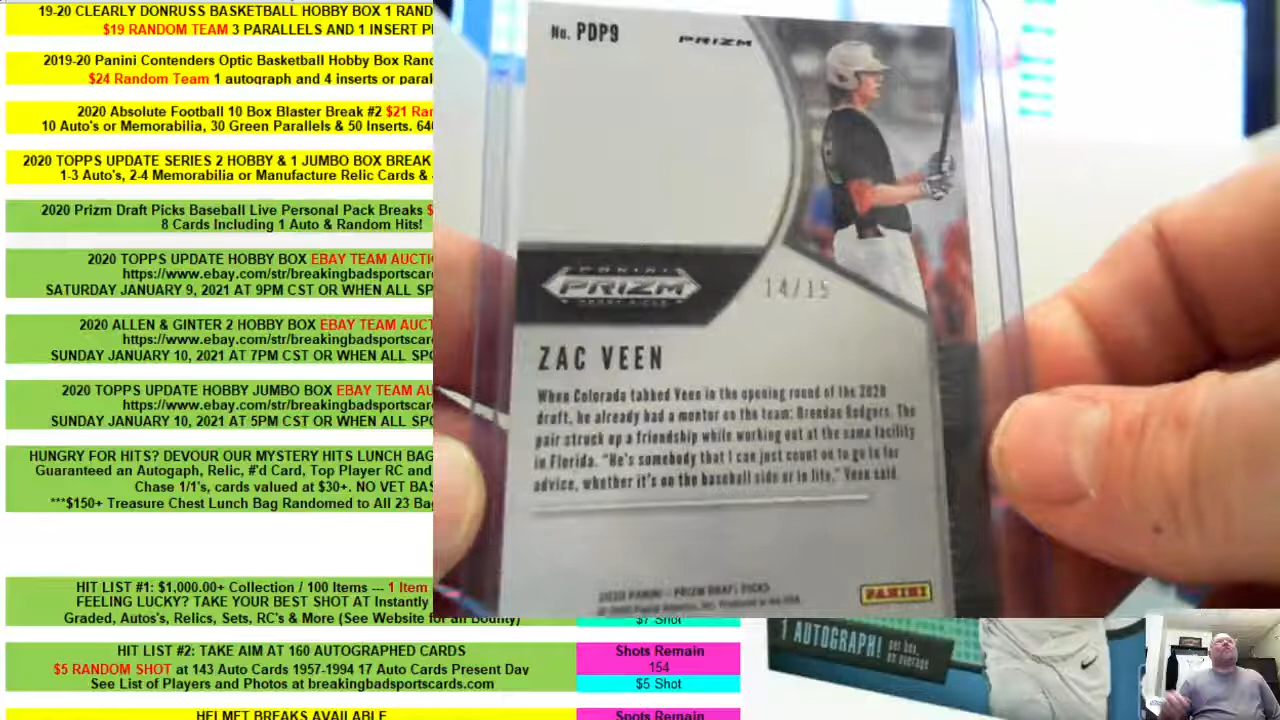 19-20 CLEARLY DONRUSS BASKETBALL HOBBY BOX 1 RAND
$19 RANDOM TEAM 3 PARALLELS AND 1 INSERT P
2019-20 Panini Contenders Optic Basketball Hobby Box Ran
$24 Random Team 1 autograph and 4 inserts or paral
2020 Absolute Football 10 Box Blaster Break #2 $21 Ra
10 Auto's or Memorabilia, 30 Green Parallels & 50 Inserts. 64
2020 TOPPS UPDATE SERIES 2 HOBBY & 1 JUMBO BOX BREAK
1-3 Auto's, 2-4 Memorabilia or Manufacture Relic Cards &
2020 Prizm Draft Picks Baseball Live Personal Pack Breaks $
8 Cards Including 1 Auto & Random Hits!
2020 TOPPS UPDATE HOBBY BOX EBAY TEAM AUCTI
https://www.ebay.com/str/breakingbadsportscar
SATURDAY JANUARY 9, 2021 AT 9PM CST OR WHEN ALL SP
2020 ALLEN & GINTER 2 HOBBY BOX EBAY TEAM AUCT
https://www.ebay.com/str/breakingbadsportscar
SUNDAY JANUARY 10, 2021 AT 7PM CST OR WHEN ALL SPO
2020 TOPPS UPDATE HOBBY JUMBO BOX EBAY TEAM AU
https://www.ebay.com/str/breakingbadsportscar
SUNDAY JANUARY 10, 2021 AT 5PM CST OR WHEN ALL SP
HUNGRY FOR HITS? DEVOUR OUR MYSTERY HITS LUNCH BAG
Guaranteed an Autogaph, Relic, #'d Card, Top Player RC and
Chase 1/1's, cards valued at $30+. NO VET BAS
***$150+ Treasure Chest Lunch Bag Randomed to All 23 Ba
HIT LIST #1: $1,000.00+ Collection / 100 Items --- 1 Item
FEELING LUCKY? TAKE YOUR BEST SHOT AT Instantly
Graded, Autos's, Relics, Sets, RC's & More (See Website for all Bounty)
$7 Shot
HIT LIST #2: TAKE AIM AT 160 AUTOGRAPHED CARDS
$5 RANDOM SHOT at 143 Auto Cards 1957-1994 17 Auto Cards Present Day
See List of Players and Photos at breakingbadsportscards.com
Shots Remain
154
$5 Shot
HELMET BREAKS AVAILABLE
Spots Remain
No. PDP9
PRIZM
PANINI
PRIZM
14/15
ZAC VEEN
When Colorado tabbed Veen in the opening round of the 2020
draft, he already had a mentor on the team: Brendan Rodgers. The
pair struck up a friendship while working out at the same facility
in Florida. "He's somebody that I can just count on to go to for
advice, whether it's on the baseball side or in life," Veen said.
2020 PANINI - PRIZM DRAFT PICKS
PANINI
1 AUTOGRAPH! per box, on average